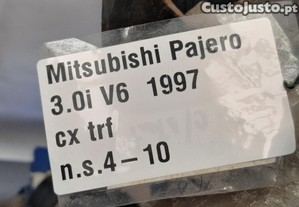 CustoJusto.pt
Mitsubishi Pajero
3.0i V6 1997
cx trf
n.s.4-10